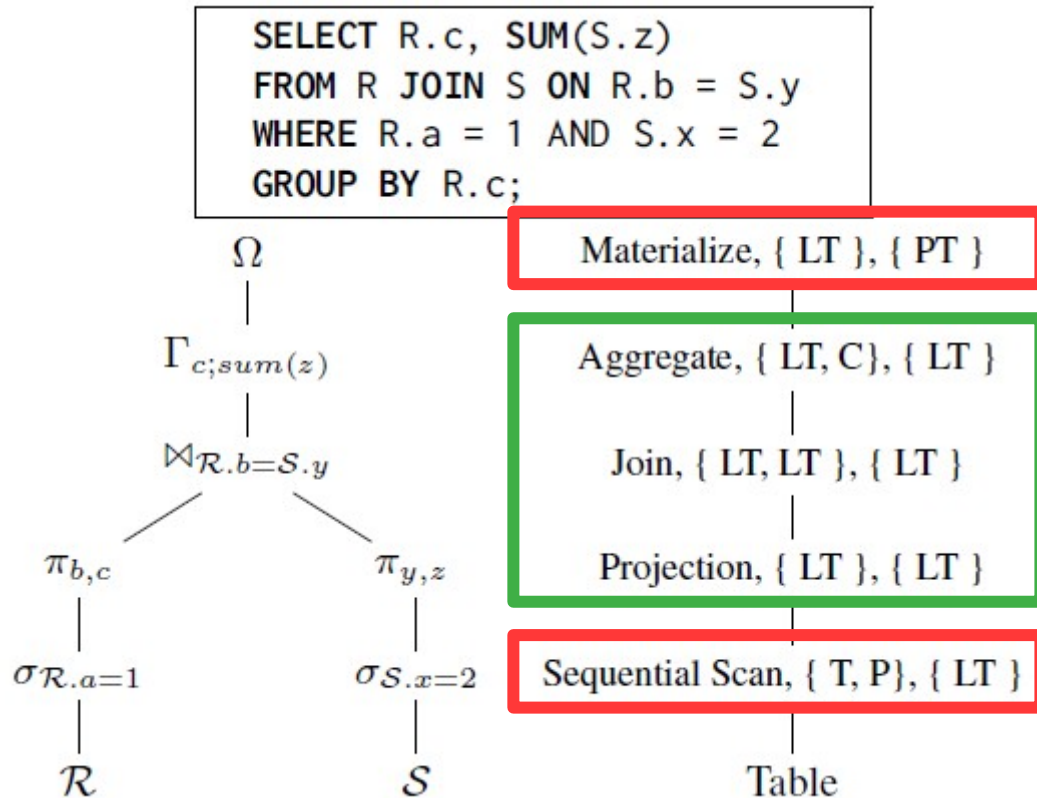 SELECT R.c, SUM(S.z)
FROM R JOIN S ON R.b = S.y
WHERE R.a = 1 AND S.x = 2
GROUP BY R.c;
Ω
Γc;sum(z)
⋈R.b=S.y
πb,c πy,z
σR.a=1 σS.x=2
R S
Materialize, { LT }, { PT }
Aggregate, { LT, C}, { LT }
Join, { LT, LT }, { LT }
Projection, { LT }, { LT }
Sequential Scan, { T, P}, { LT }
Table